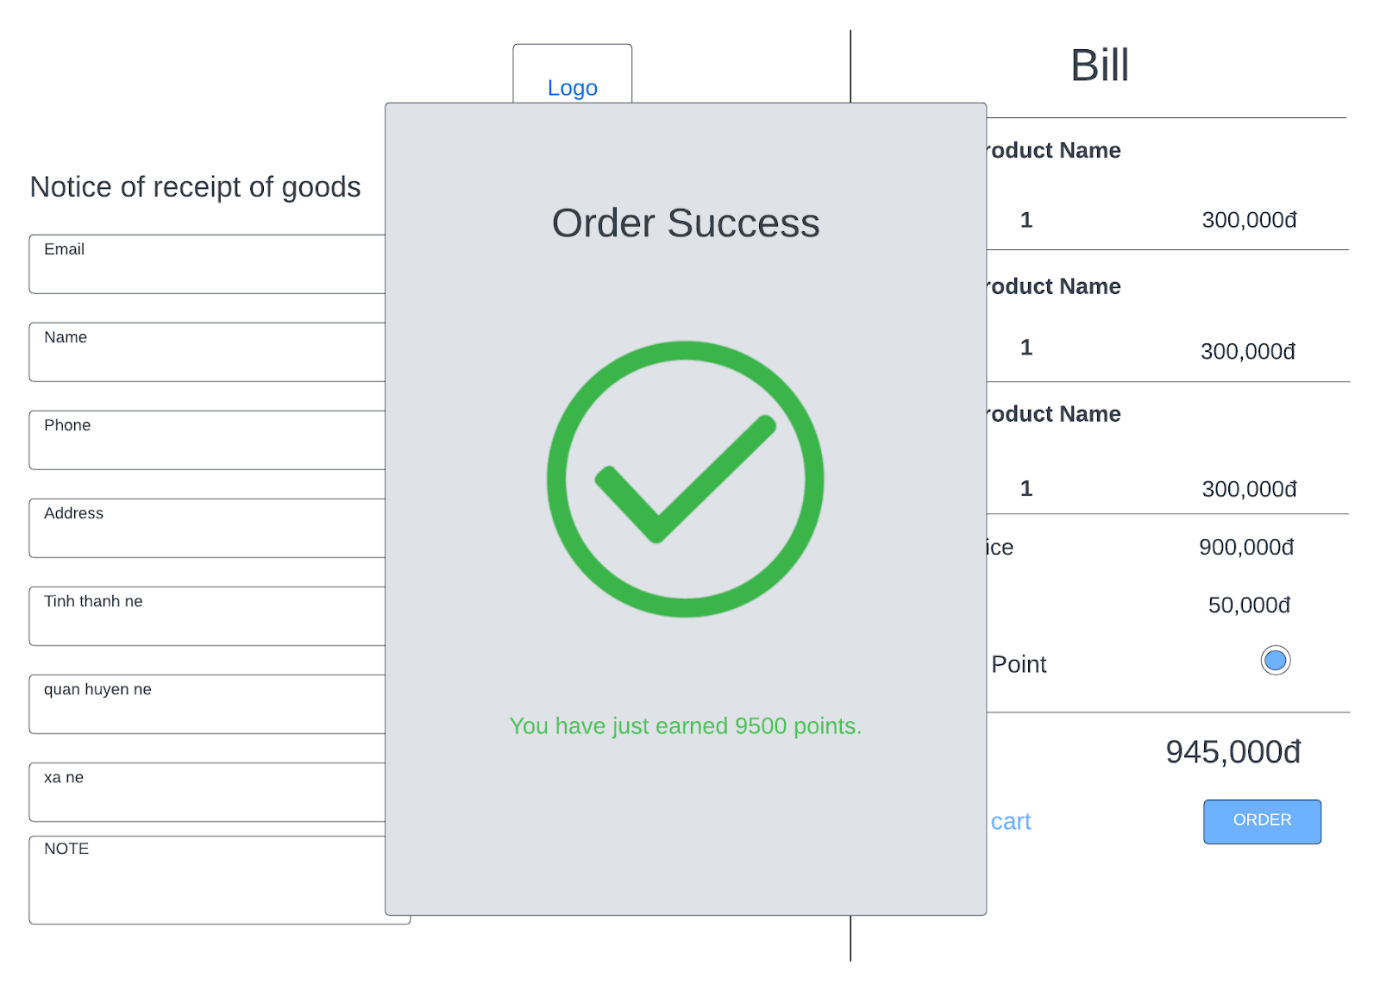 Logo
Notice of receipt of goods
Email
Name
Phone
Address
Tinh thanh ne
quan huyen ne
xa ne
NOTE
Order Success
You have just earned 9500 points.
Bill
roduct Name
1 300,000đ
roduct Name
1 300,000đ
roduct Name
1 300,000đ
ice 900,000đ
50,000đ
Point
945,000đ
cart ORDER